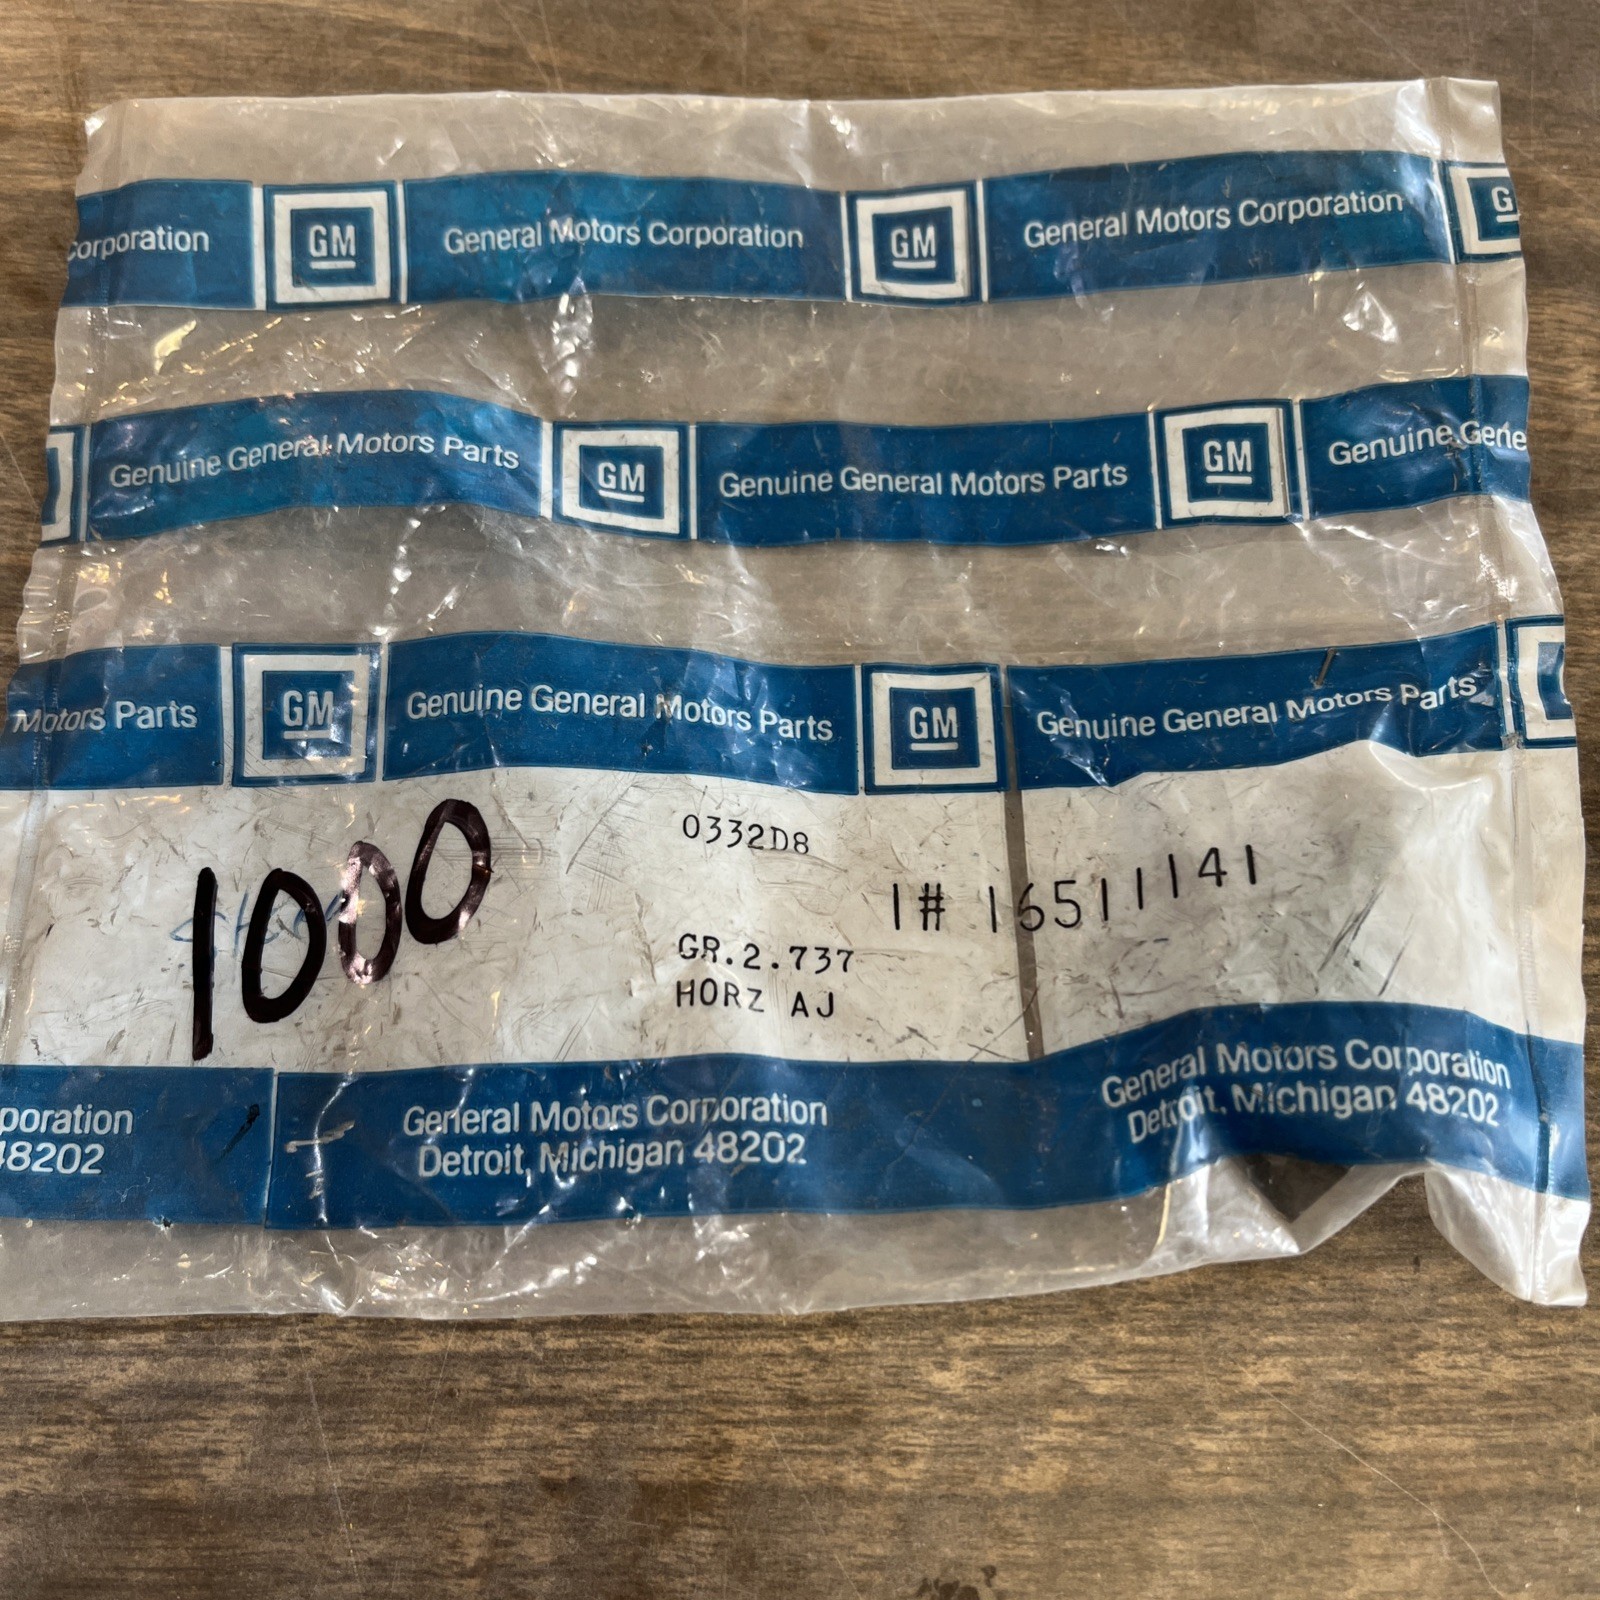 Corporation GM General Motors Corporation GM General Motors Corporation G
Genuine General Motors Parts GM Genuine General Motors Parts GM Genuine Gene
Motors Parts GM Genuine General Motors Parts GM Genuine General Motors Parts
1000
0332D8
1# 16511141
GR.2.737
HORZ AJ
poration
48202
General Motors Corporation
Detroit, Michigan 48202
General Motors Corporation
Detroit, Michigan 48202